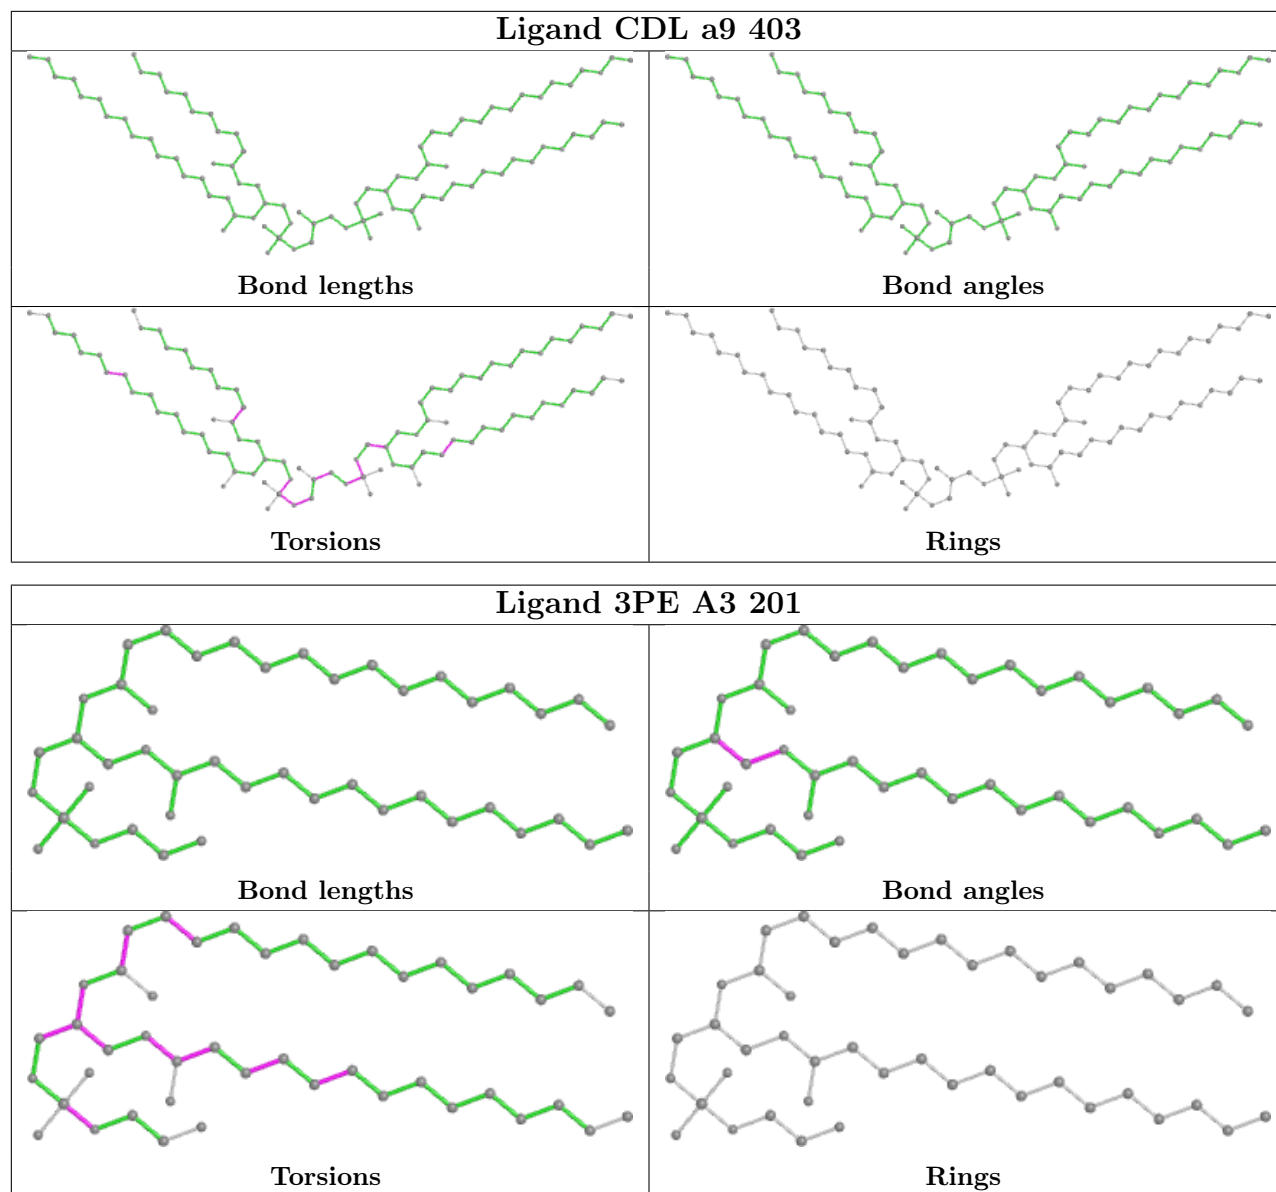 Ligand CDL a9 403
Bond lengths
Bond angles
Torsions
Rings
Ligand 3PE A3 201
Bond lengths
Bond angles
Torsions
Rings